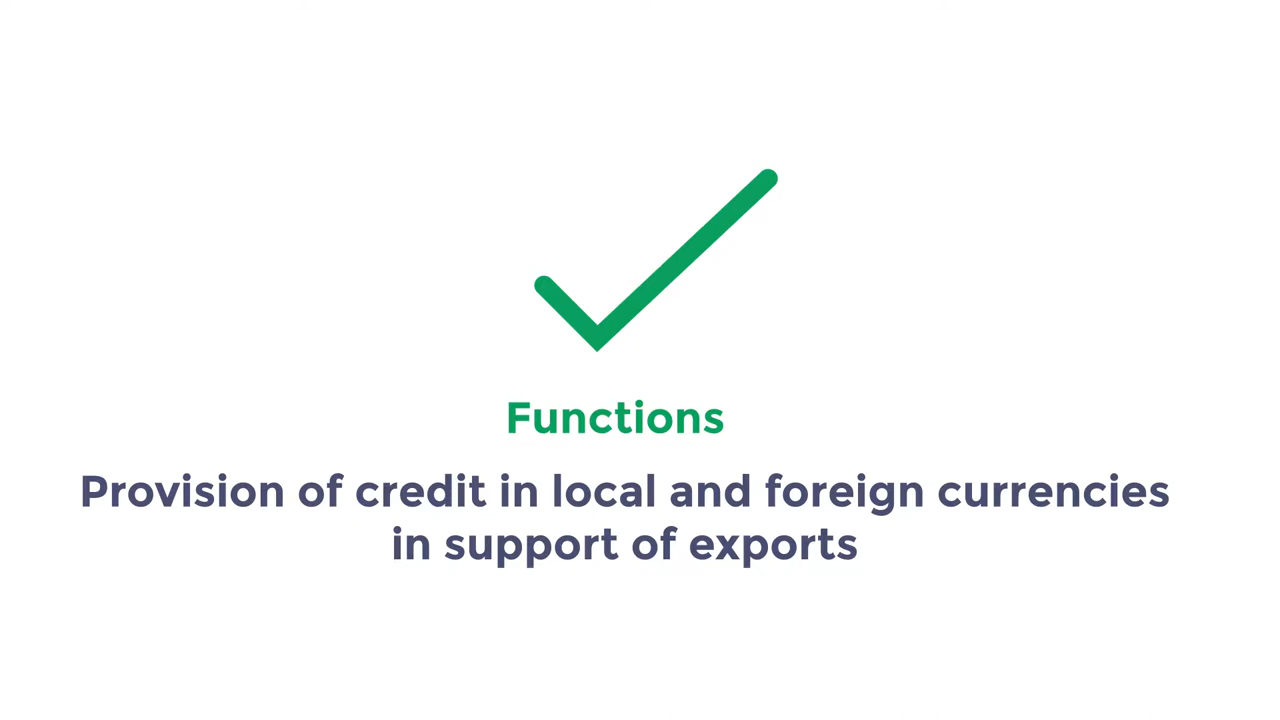 Functions
Provision of credit in local and foreign currencies
in support of exports